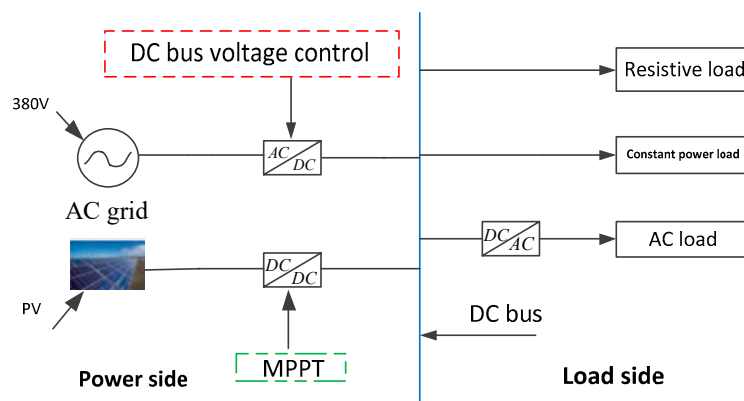 DC bus voltage control
Resistive load
380V
AC
DC
Constant power load
AC grid
DC
AC
AC load
DC
DC
PV
DC bus
MPPT
Power side
Load side